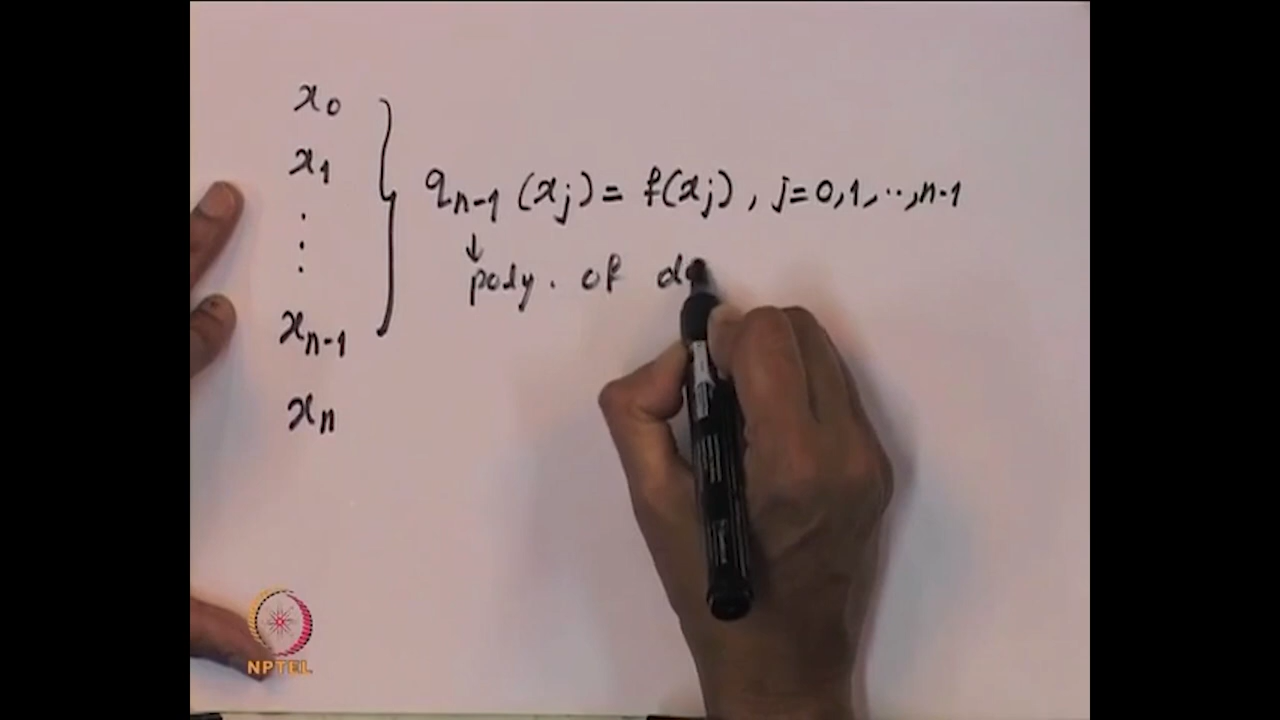 x₀
x₁
⋮
xₙ₋₁
xₙ
qₙ₋₁(xⱼ) = f(xⱼ), j=0,1,..,n-1
↓
poly. of
NPTEL